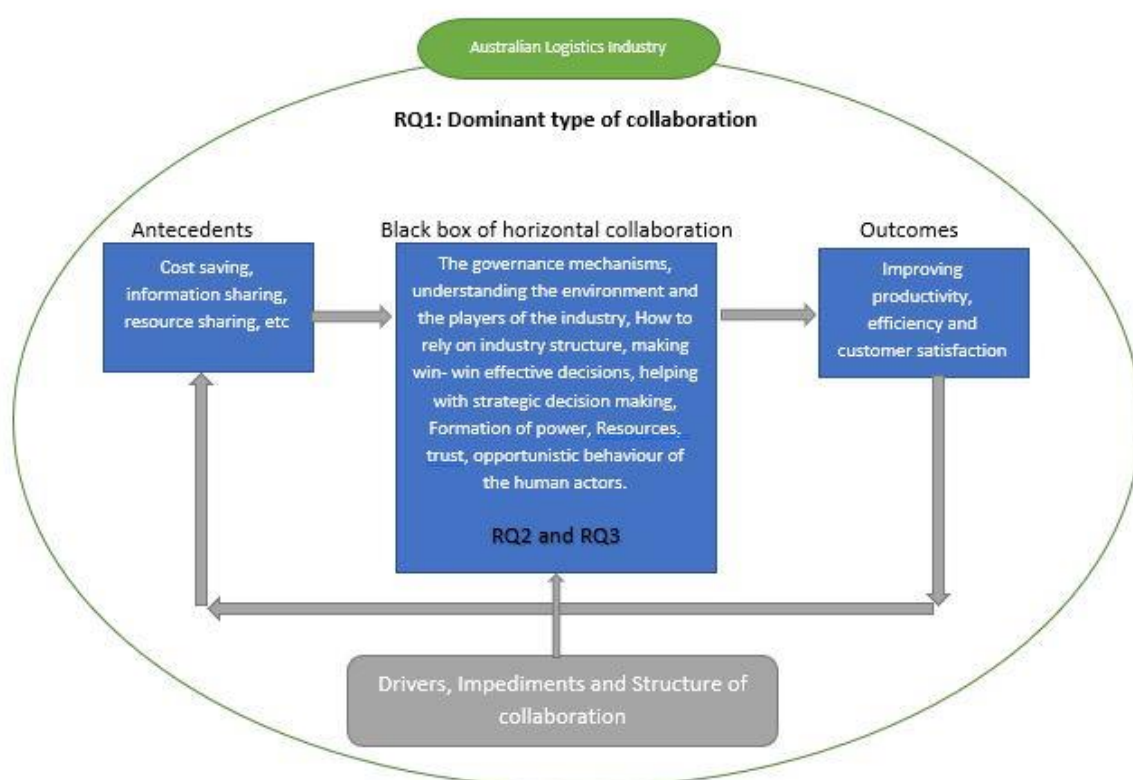 Australian Logistics Industry
RQ1: Dominant type of collaboration
Antecedents
Cost saving,
information sharing,
resource sharing, etc
Black box of horizontal collaboration
The governance mechanisms,
understanding the environment and
the players of the industry, How to
rely on industry structure, making
win- win effective decisions, helping
with strategic decision making,
Formation of power, Resources.
trust, opportunistic behaviour of
the human actors.
RQ2 and RQ3
Outcomes
Improving
productivity,
efficiency and
customer satisfaction
Drivers, Impediments and Structure of
collaboration